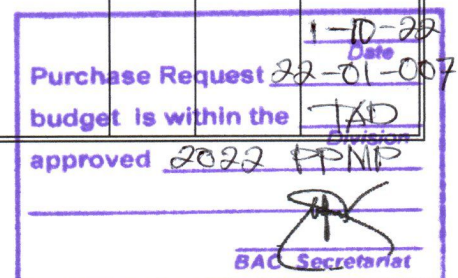 1-10-22
Date
Purchase Request 22-01-007
budget is within the TAD
Division
approved 2022 PPMP
BAC Secretariat